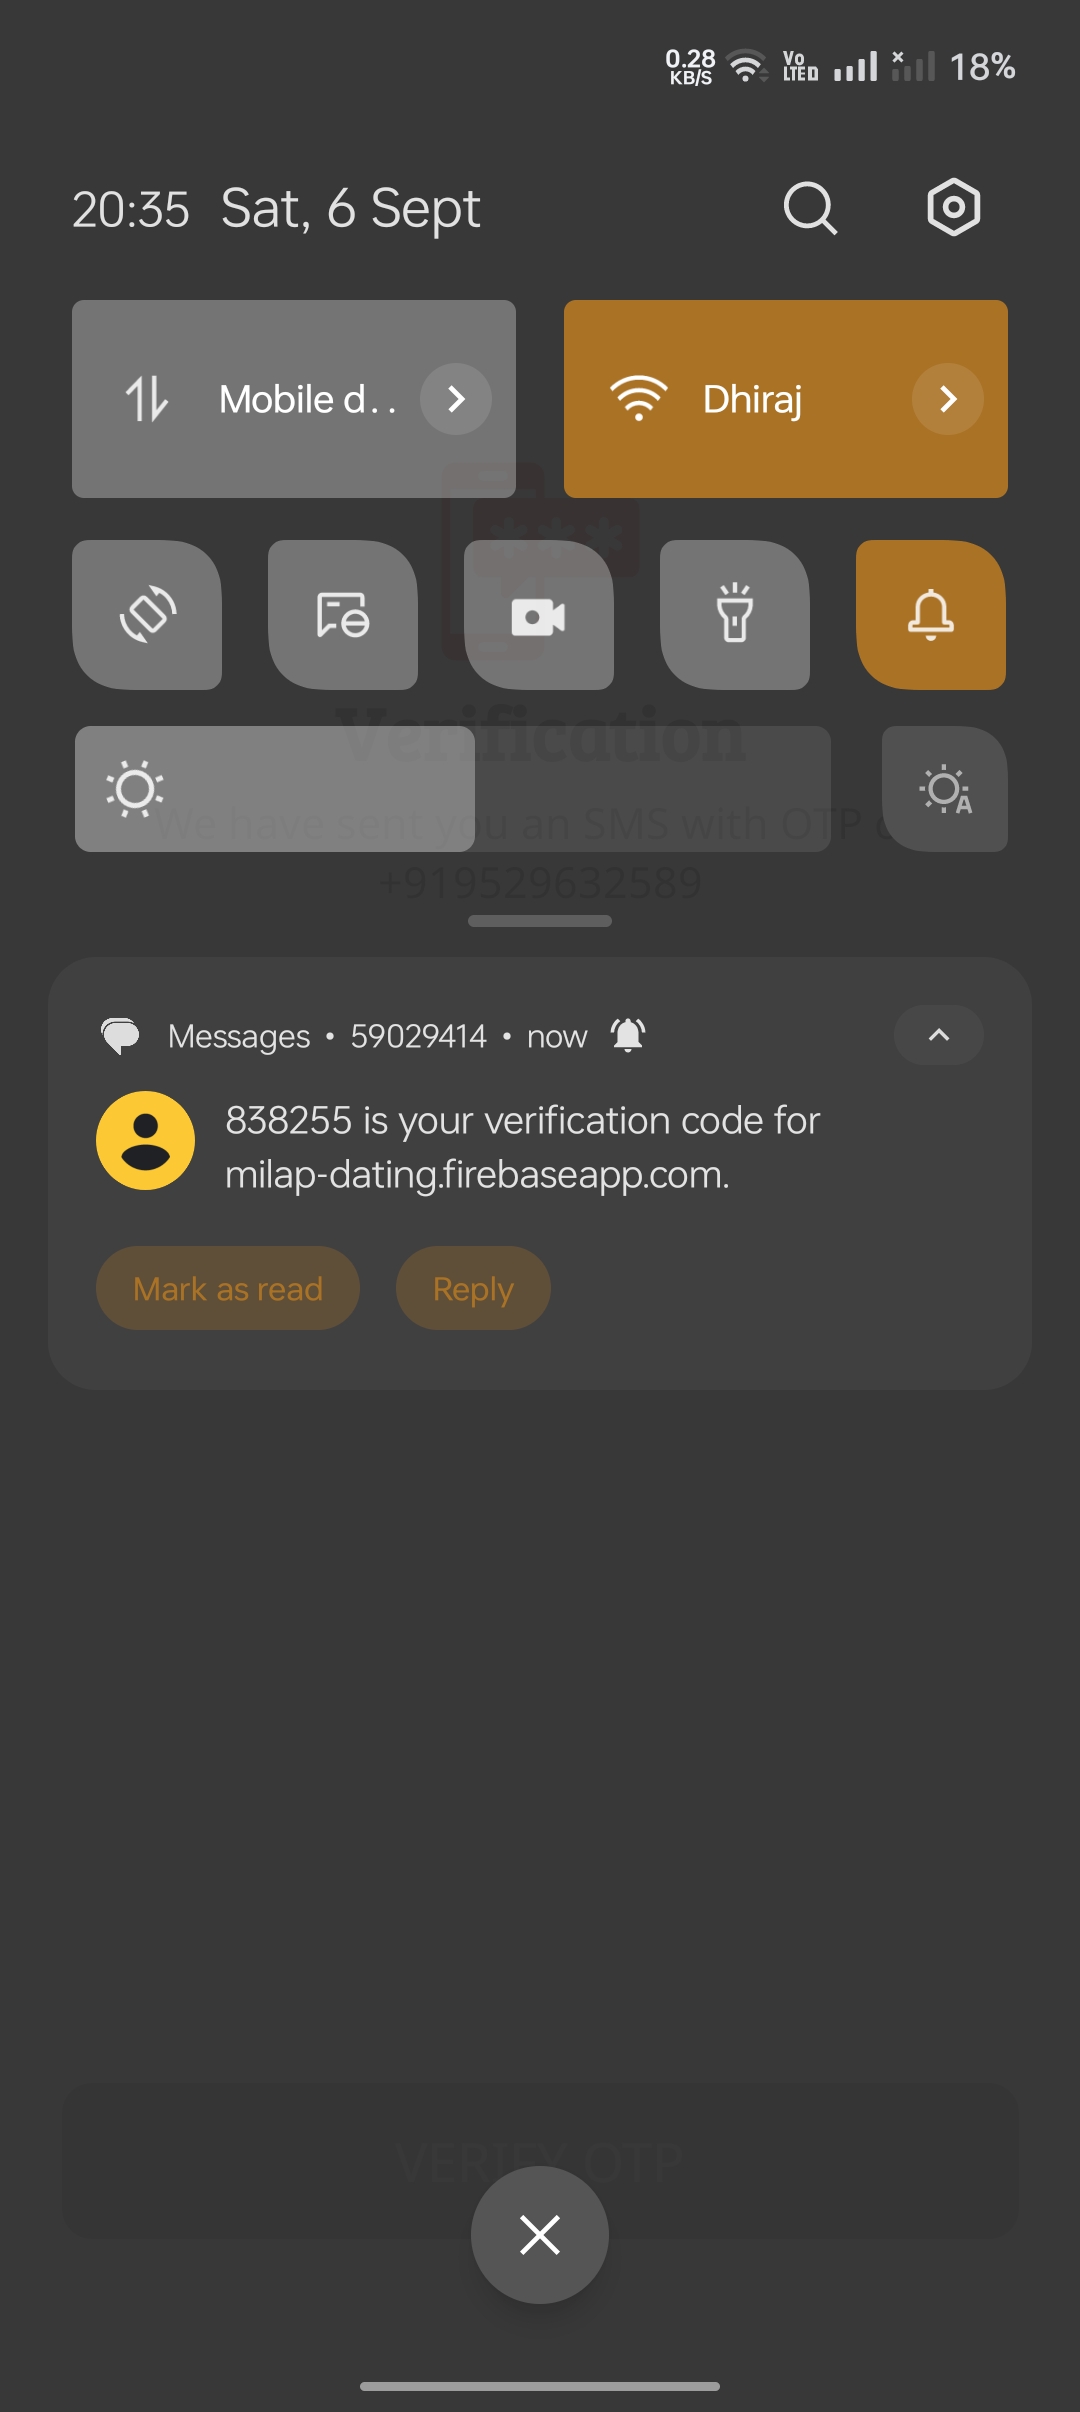 0.28
KB/S
Vo
LTE D
18%
20:35 Sat, 6 Sept
Mobile d..
Dhiraj
Verification
We have sent you an SMS with OTP
+919529632589
Messages • 59029414 • now
838255 is your verification code for
milap-dating.firebaseapp.com.
Mark as read
Reply
VERIFY OTP